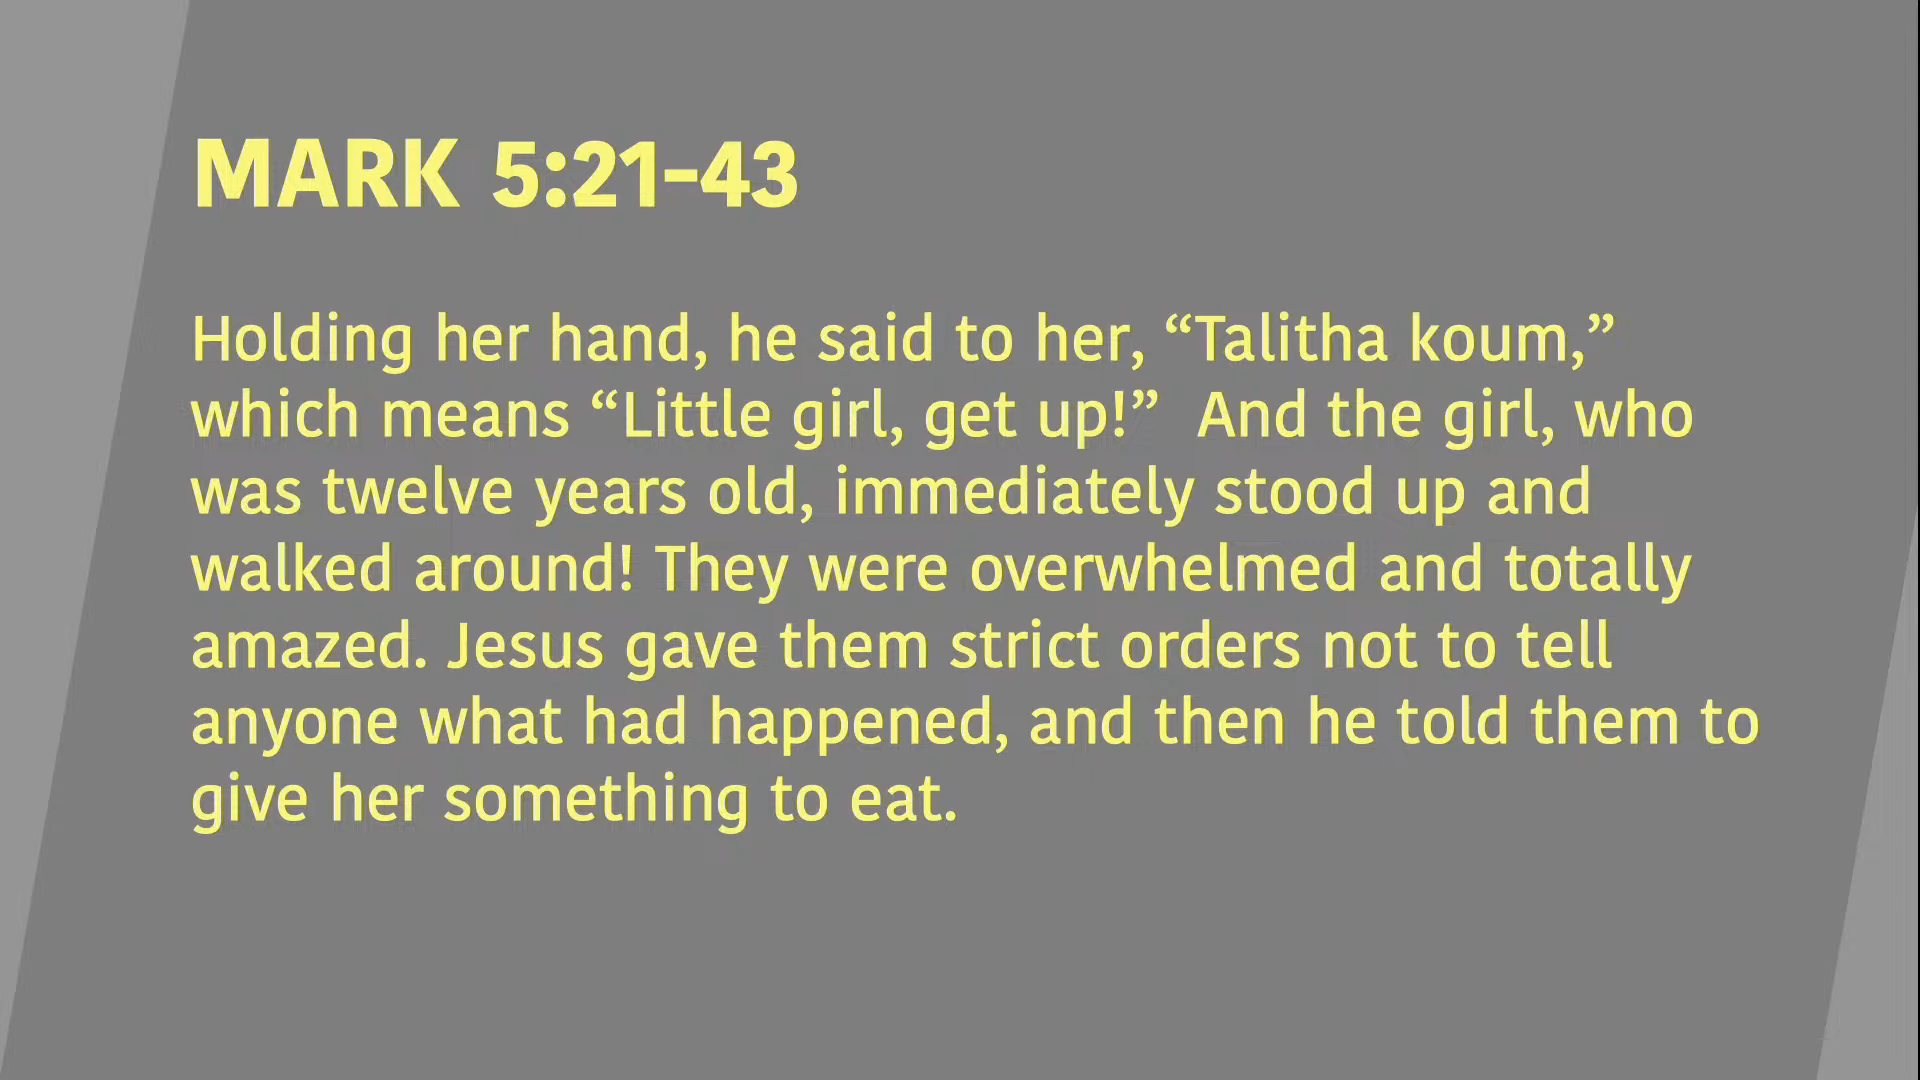 MARK 5:21-43
Holding her hand, he said to her, “Talitha koum,”
which means “Little girl, get up!”  And the girl, who
was twelve years old, immediately stood up and
walked around! They were overwhelmed and totally
amazed. Jesus gave them strict orders not to tell
anyone what had happened, and then he told them to
give her something to eat.